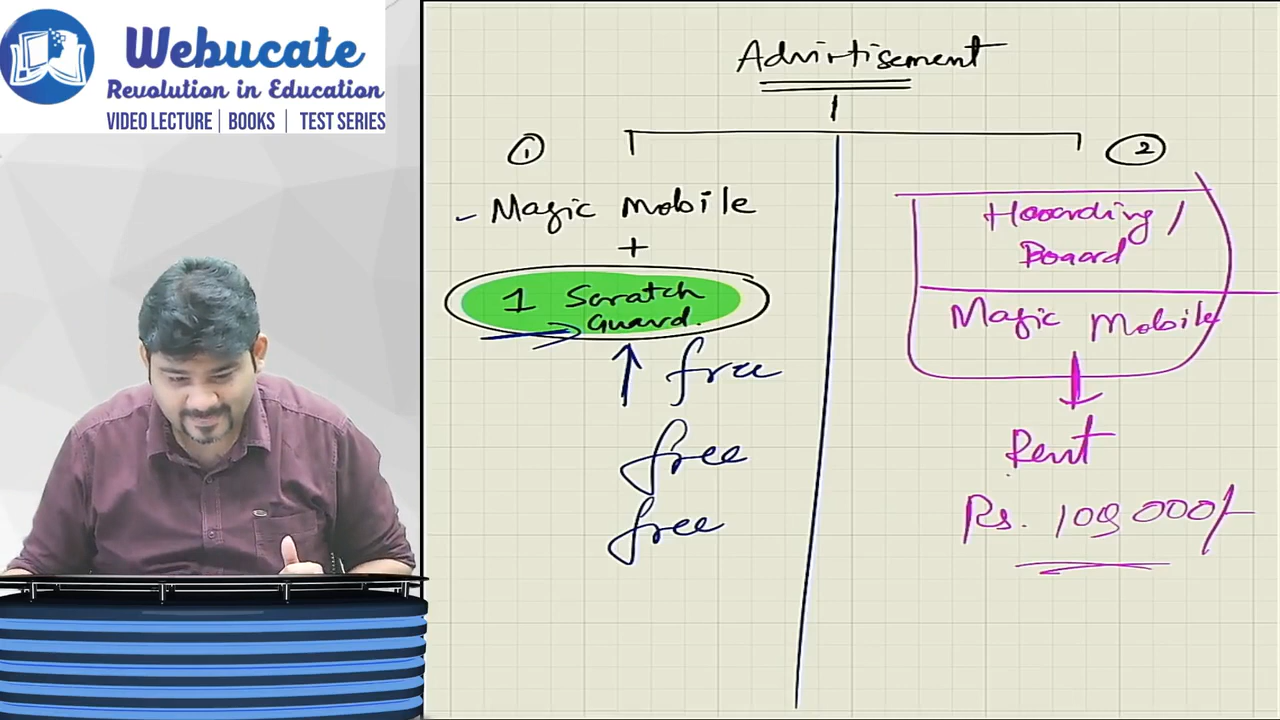 Webucate
Revolution in Education
VIDEO LECTURE | BOOKS | TEST SERIES
Advirtisement
① ②
- Magic Mobile
+
1 Scratch
Guard.
free
free
free
Hoarding /
Board
Magic Mobile
Rent
Rs. 100,000/-